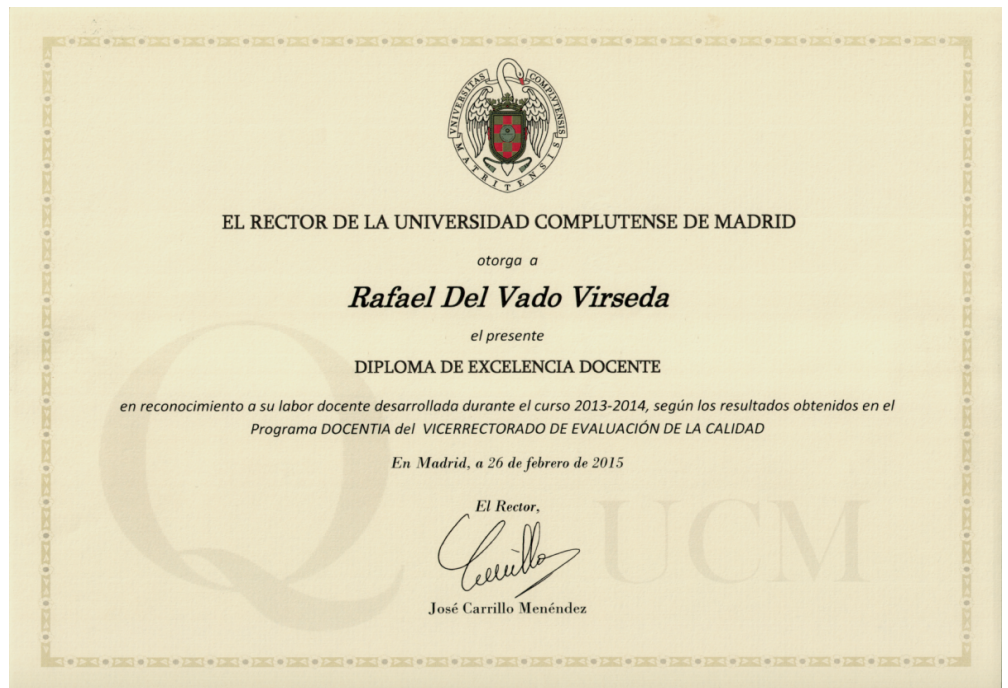 UNIVERSITAS COMPLUTENSIS
MATRITENSIS
EL RECTOR DE LA UNIVERSIDAD COMPLUTENSE DE MADRID
otorga a
Rafael Del Vado Virseda
el presente
DIPLOMA DE EXCELENCIA DOCENTE
en reconocimiento a su labor docente desarrollada durante el curso 2013-2014, según los resultados obtenidos en el
Programa DOCENTIA del VICERRECTORADO DE EVALUACIÓN DE LA CALIDAD
En Madrid, a 26 de febrero de 2015
El Rector,
Carrillo
José Carrillo Menéndez
Q UCM